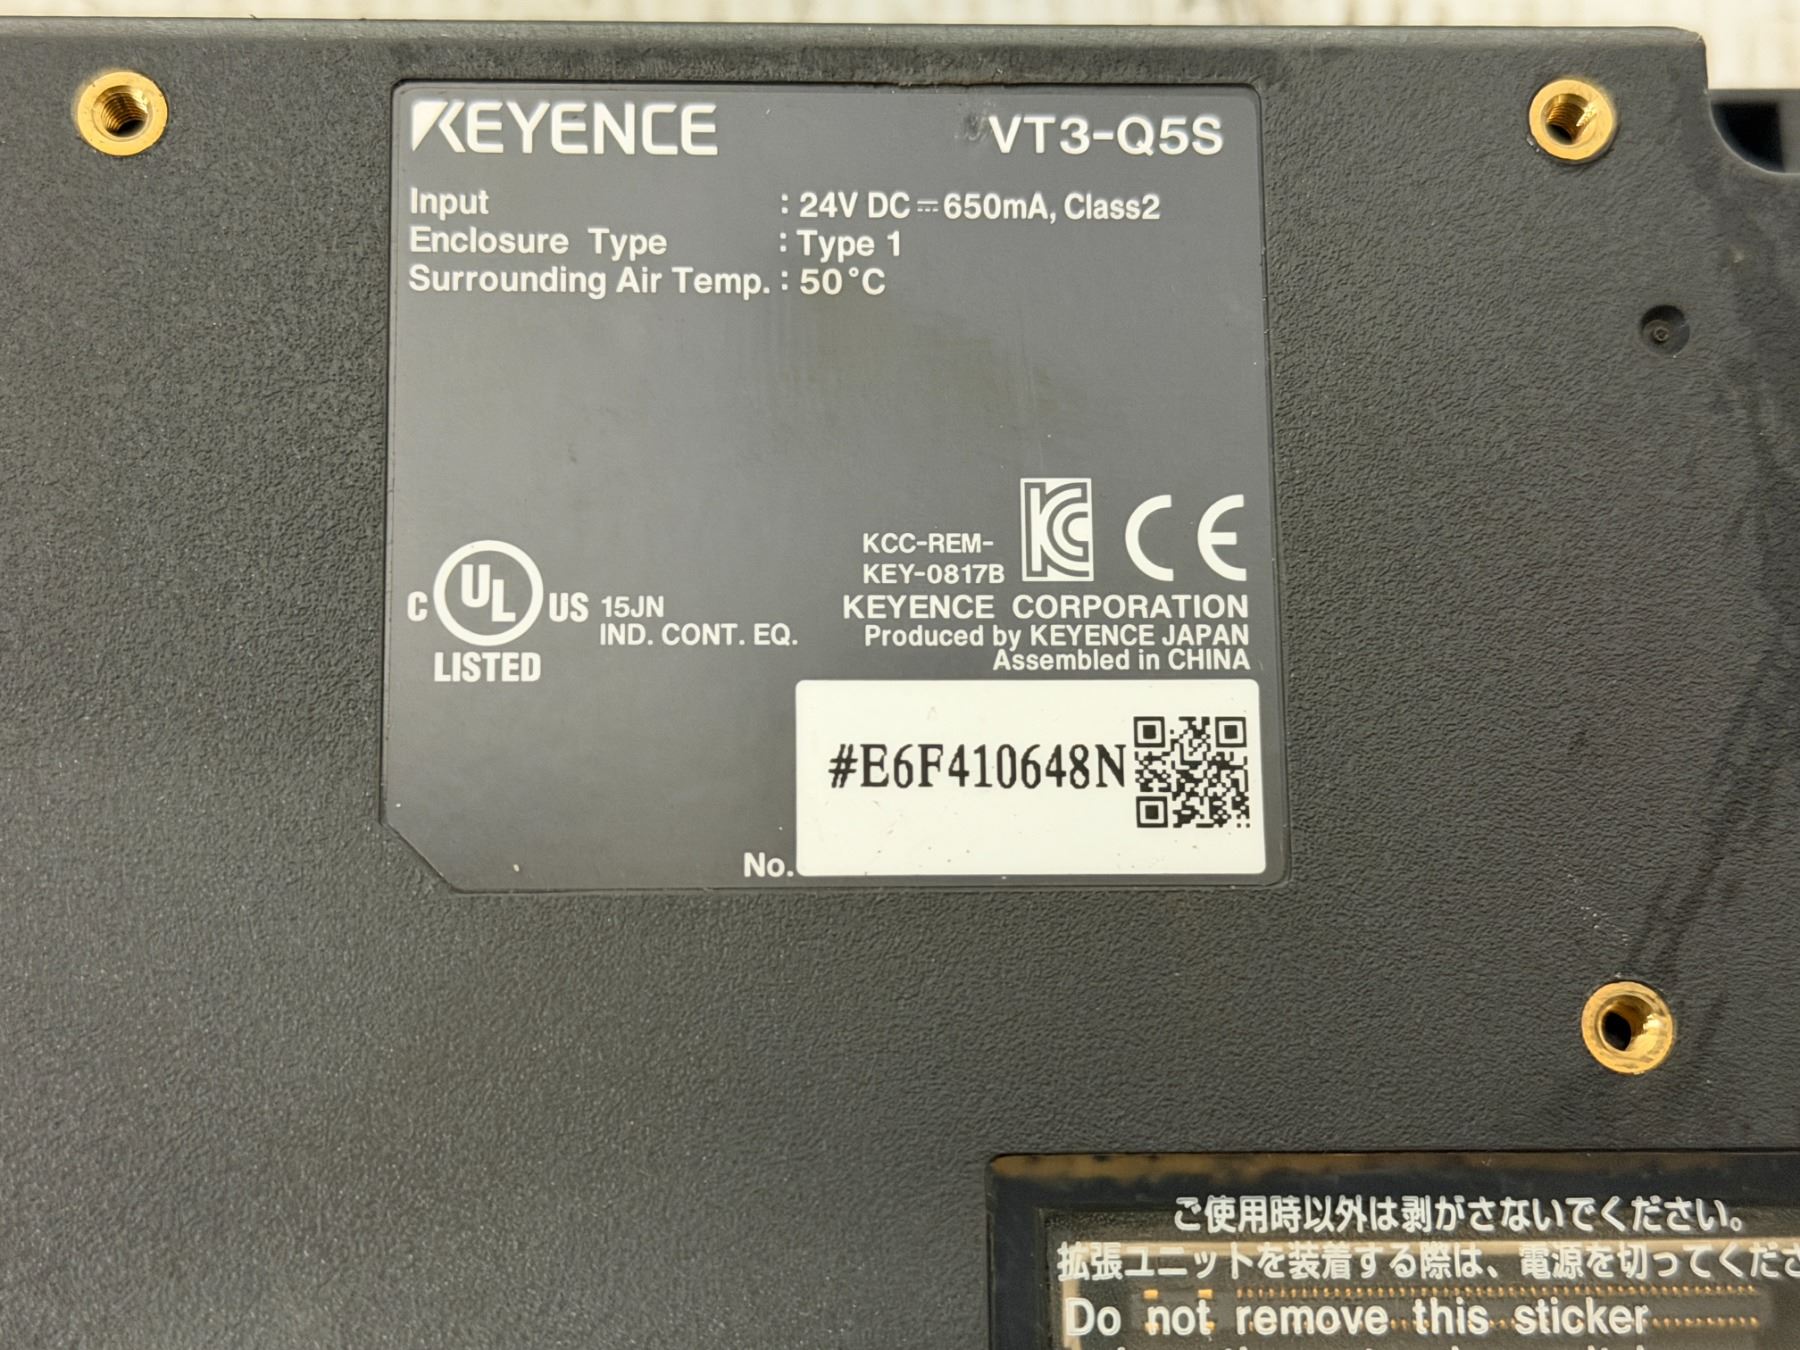 KEYENCE VT3-Q5S
Input : 24V DC⎓650mA, Class2
Enclosure Type : Type 1
Surrounding Air Temp. : 50°C
KCC-REM-
KEY-0817B
KC CE
C UL US LISTED
15JN
IND. CONT. EQ.
KEYENCE CORPORATION
Produced by KEYENCE JAPAN
Assembled in CHINA
No. #E6F410648N
ご使用時以外は剥がさないでください。
拡張ユニットを装着する際は、電源を切ってくださ
Do not remove this sticker